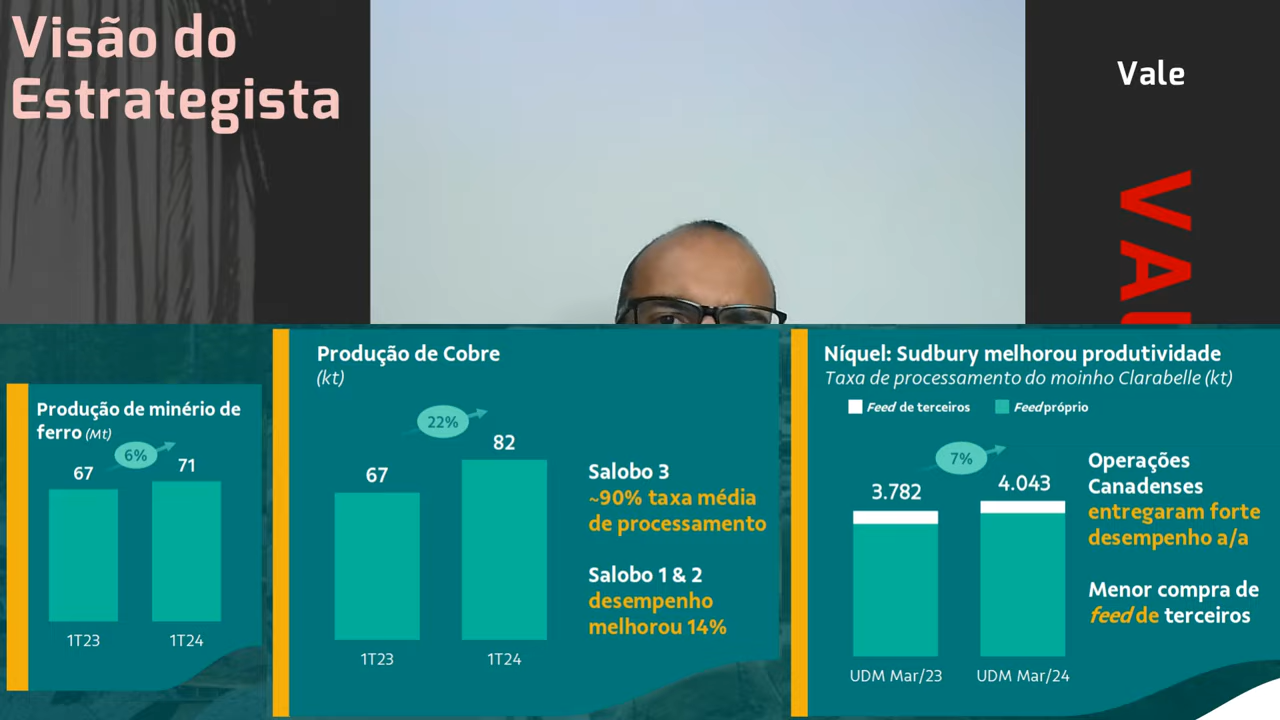 Visão do
Estrategista
Vale
VAL
Produção de minério de
ferro (Mt)
6%
67
71
1T23
1T24
Produção de Cobre
(kt)
22%
67
82
1T23
1T24
Salobo 3
~90% taxa média
de processamento
Salobo 1 & 2
desempenho
melhorou 14%
Níquel: Sudbury melhorou produtividade
Taxa de processamento do moinho Clarabelle (kt)
Feed de terceiros
Feed próprio
7%
3.782
4.043
UDM Mar/23
UDM Mar/24
Operações
Canadenses
entregaram forte
desempenho a/a
Menor compra de
feed de terceiros